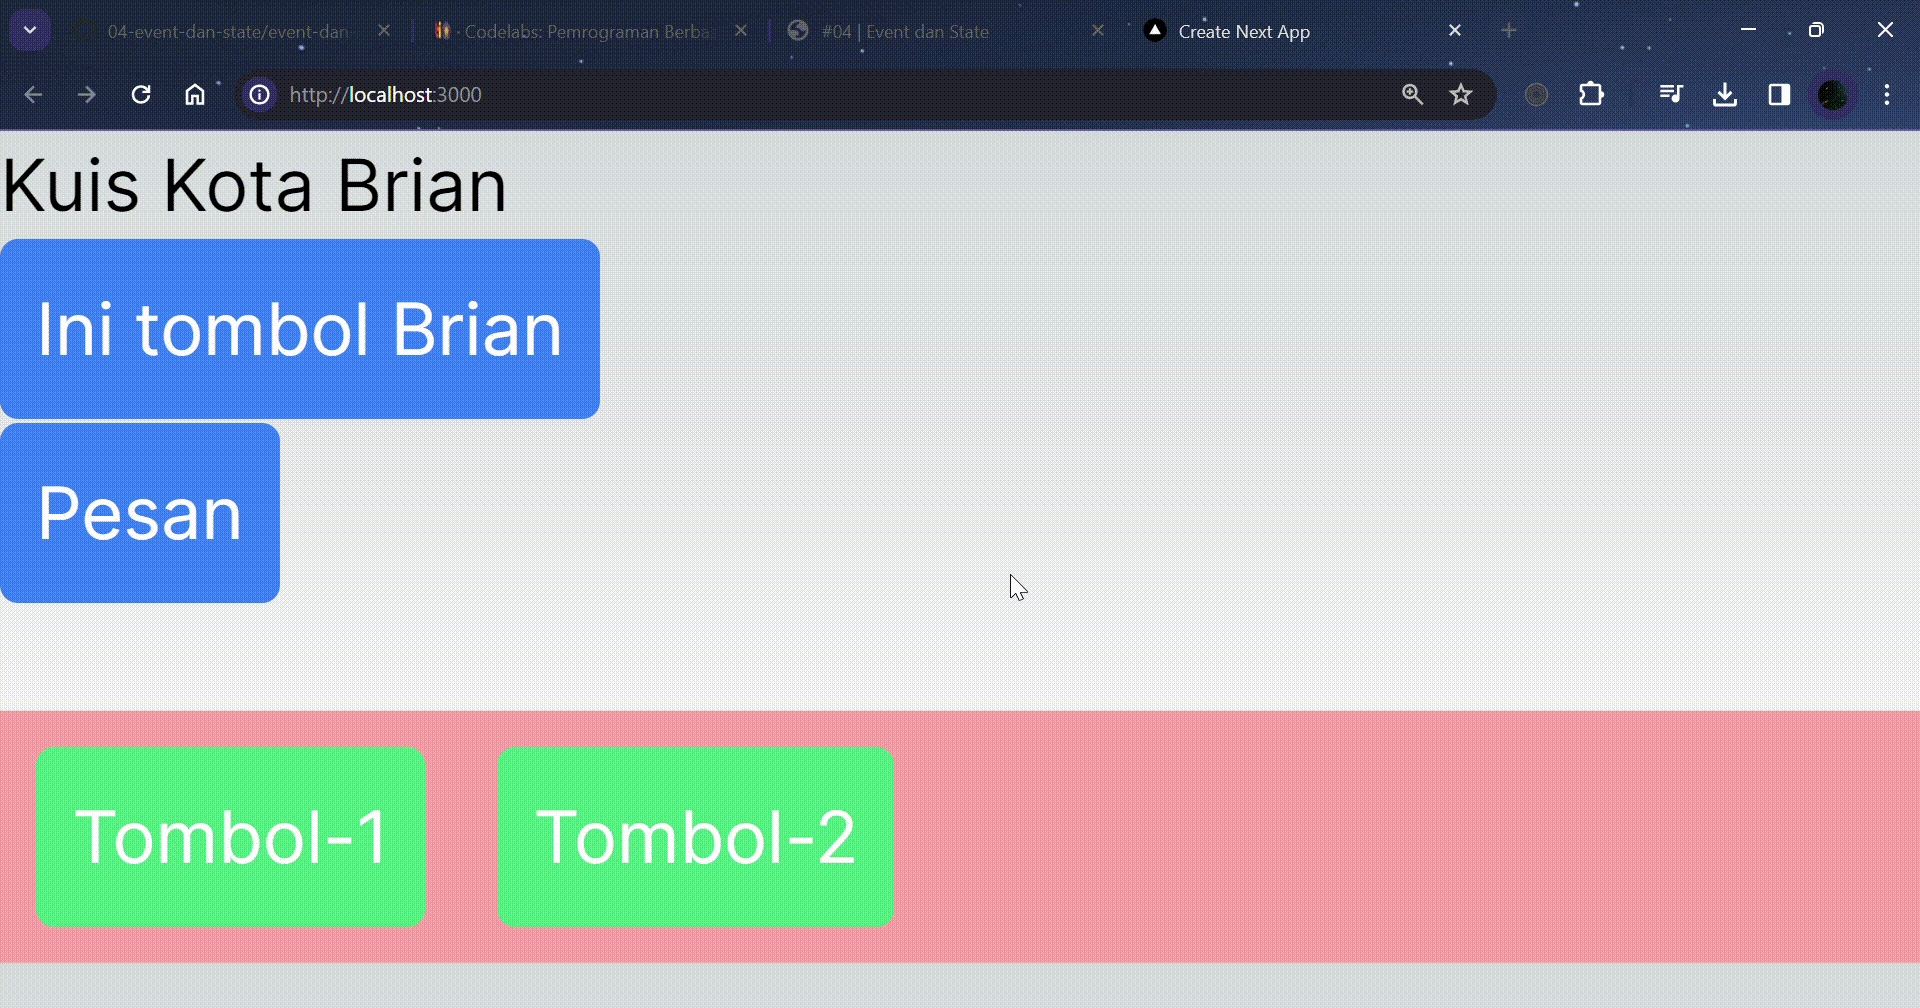 04-event-dan-state/event-dan-
Codelabs: Pemrograman Berba
#04 | Event dan State
Create Next App
http://localhost:3000
Kuis Kota Brian
Ini tombol Brian
Pesan
Tombol-1
Tombol-2